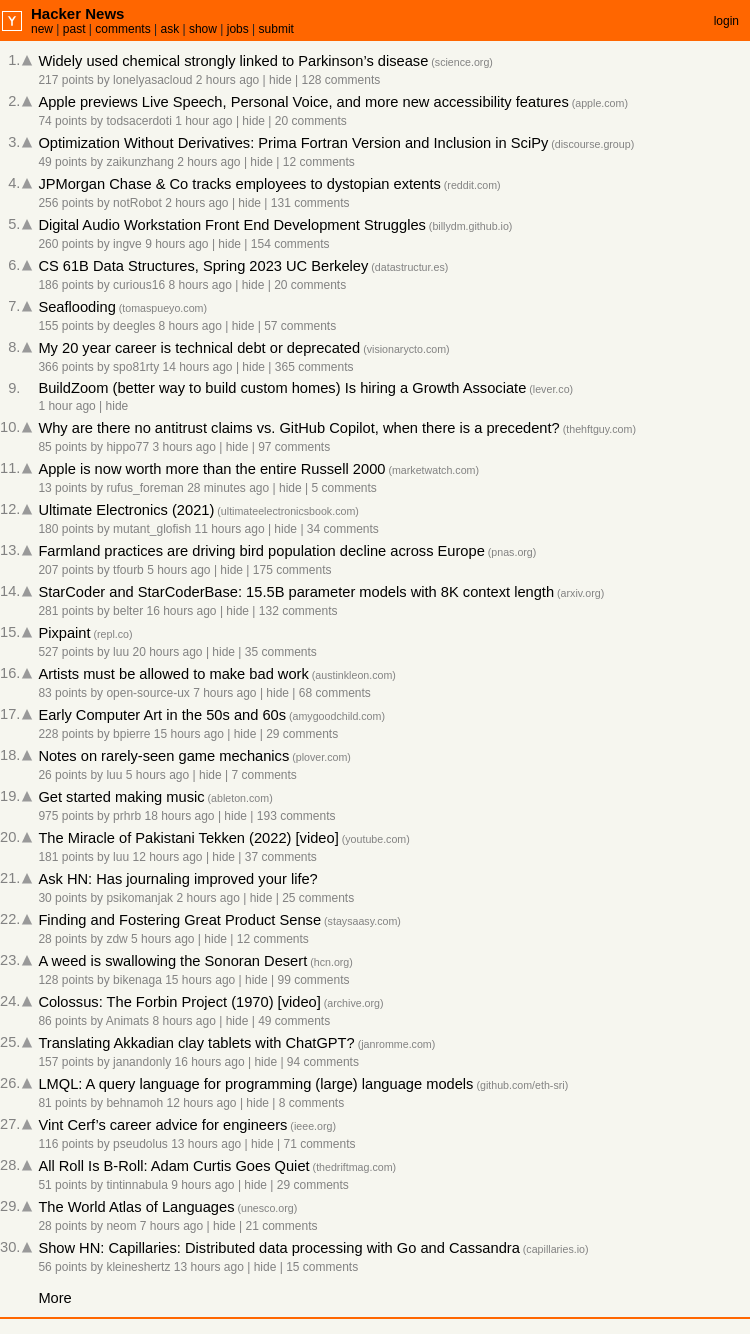 Y Hacker News
new | past | comments | ask | show | jobs | submit login
1. Widely used chemical strongly linked to Parkinson’s disease (science.org)
217 points by lonelyasacloud 2 hours ago | hide | 128 comments
2. Apple previews Live Speech, Personal Voice, and more new accessibility features (apple.com)
74 points by todsacerdoti 1 hour ago | hide | 20 comments
3. Optimization Without Derivatives: Prima Fortran Version and Inclusion in SciPy (discourse.group)
49 points by zaikunzhang 2 hours ago | hide | 12 comments
4. JPMorgan Chase & Co tracks employees to dystopian extents (reddit.com)
256 points by notRobot 2 hours ago | hide | 131 comments
5. Digital Audio Workstation Front End Development Struggles (billydm.github.io)
260 points by ingve 9 hours ago | hide | 154 comments
6. CS 61B Data Structures, Spring 2023 UC Berkeley (datastructur.es)
186 points by curious16 8 hours ago | hide | 20 comments
7. Seaflooding (tomaspueyo.com)
155 points by deegles 8 hours ago | hide | 57 comments
8. My 20 year career is technical debt or deprecated (visionarycto.com)
366 points by spo81rty 14 hours ago | hide | 365 comments
9. BuildZoom (better way to build custom homes) Is hiring a Growth Associate (lever.co)
1 hour ago | hide
10. Why are there no antitrust claims vs. GitHub Copilot, when there is a precedent? (thehftguy.com)
85 points by hippo77 3 hours ago | hide | 97 comments
11. Apple is now worth more than the entire Russell 2000 (marketwatch.com)
13 points by rufus_foreman 28 minutes ago | hide | 5 comments
12. Ultimate Electronics (2021) (ultimateelectronicsbook.com)
180 points by mutant_glofish 11 hours ago | hide | 34 comments
13. Farmland practices are driving bird population decline across Europe (pnas.org)
207 points by tfourb 5 hours ago | hide | 175 comments
14. StarCoder and StarCoderBase: 15.5B parameter models with 8K context length (arxiv.org)
281 points by belter 16 hours ago | hide | 132 comments
15. Pixpaint (repl.co)
527 points by luu 20 hours ago | hide | 35 comments
16. Artists must be allowed to make bad work (austinkleon.com)
83 points by open-source-ux 7 hours ago | hide | 68 comments
17. Early Computer Art in the 50s and 60s (amygoodchild.com)
228 points by bpierre 15 hours ago | hide | 29 comments
18. Notes on rarely-seen game mechanics (plover.com)
26 points by luu 5 hours ago | hide | 7 comments
19. Get started making music (ableton.com)
975 points by prhrb 18 hours ago | hide | 193 comments
20. The Miracle of Pakistani Tekken (2022) [video] (youtube.com)
181 points by luu 12 hours ago | hide | 37 comments
21. Ask HN: Has journaling improved your life?
30 points by psikomanjak 2 hours ago | hide | 25 comments
22. Finding and Fostering Great Product Sense (staysaasy.com)
28 points by zdw 5 hours ago | hide | 12 comments
23. A weed is swallowing the Sonoran Desert (hcn.org)
128 points by bikenaga 15 hours ago | hide | 99 comments
24. Colossus: The Forbin Project (1970) [video] (archive.org)
86 points by Animats 8 hours ago | hide | 49 comments
25. Translating Akkadian clay tablets with ChatGPT? (janromme.com)
157 points by janandonly 16 hours ago | hide | 94 comments
26. LMQL: A query language for programming (large) language models (github.com/eth-sri)
81 points by behnamoh 12 hours ago | hide | 8 comments
27. Vint Cerf’s career advice for engineers (ieee.org)
116 points by pseudolus 13 hours ago | hide | 71 comments
28. All Roll Is B-Roll: Adam Curtis Goes Quiet (thedriftmag.com)
51 points by tintinnabula 9 hours ago | hide | 29 comments
29. The World Atlas of Languages (unesco.org)
28 points by neom 7 hours ago | hide | 21 comments
30. Show HN: Capillaries: Distributed data processing with Go and Cassandra (capillaries.io)
56 points by kleineshertz 13 hours ago | hide | 15 comments
More